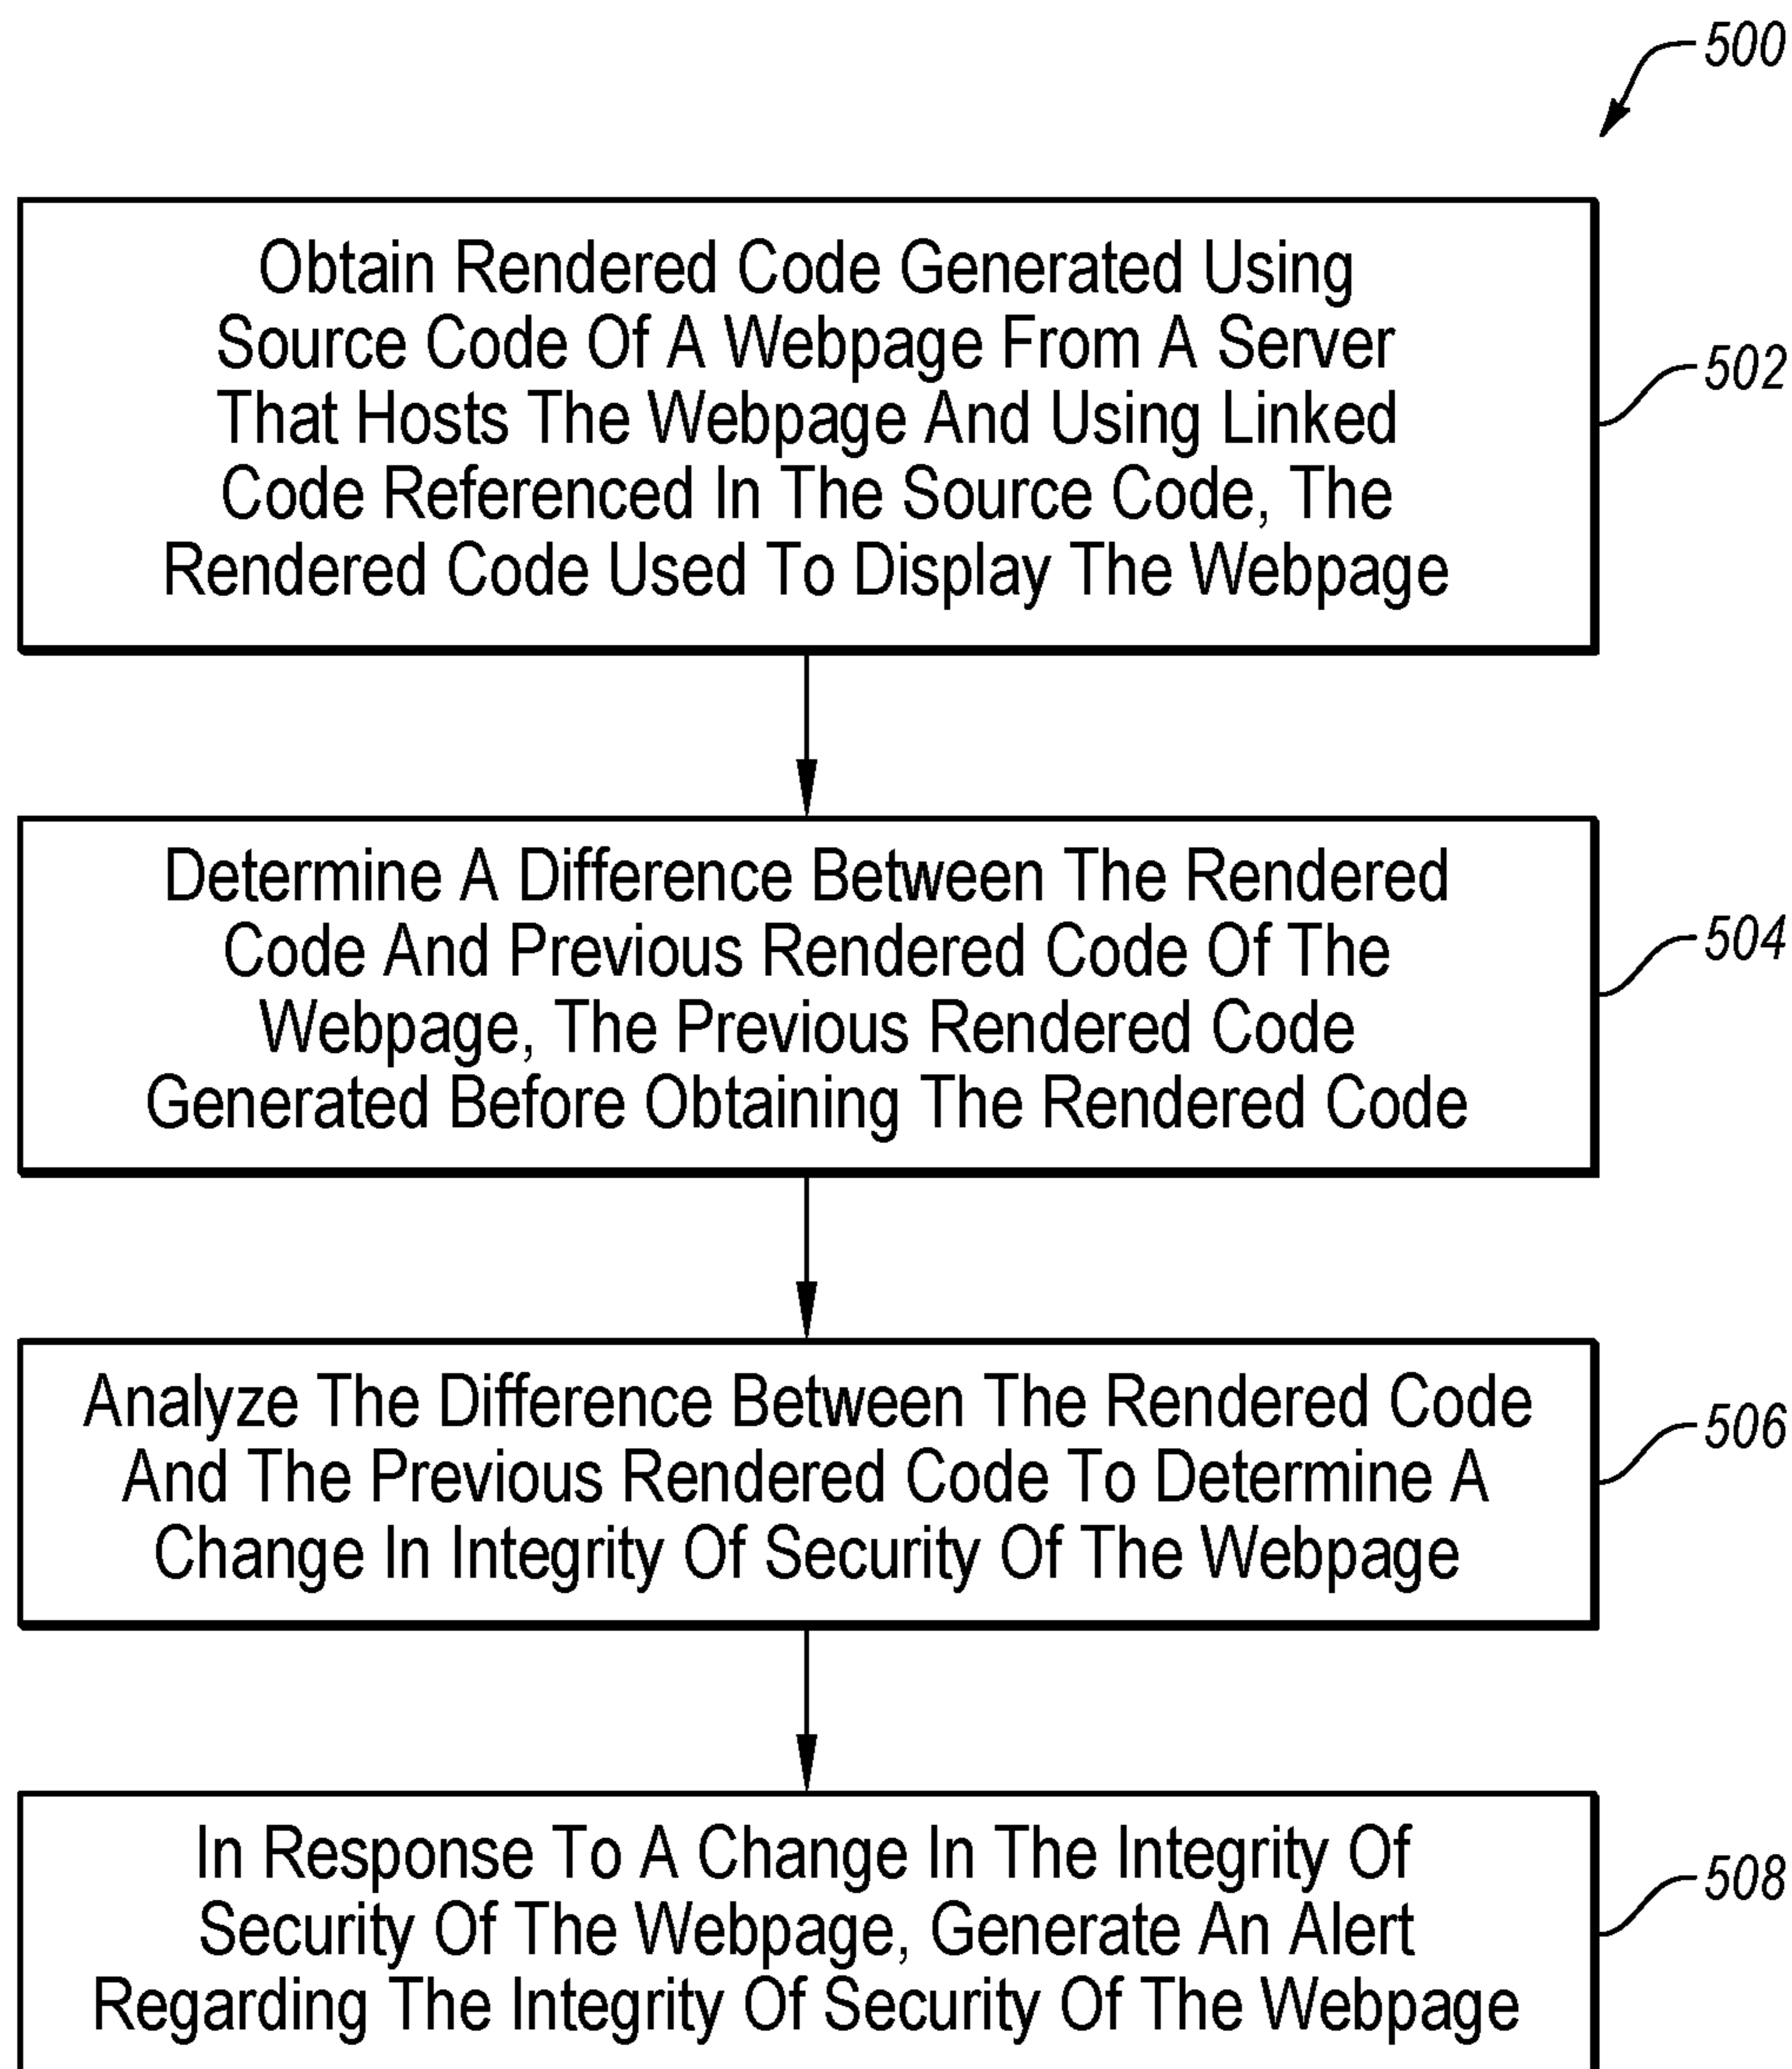 500
Obtain Rendered Code Generated Using
Source Code Of A Webpage From A Server
That Hosts The Webpage And Using Linked
Code Referenced In The Source Code, The
Rendered Code Used To Display The Webpage
502
Determine A Difference Between The Rendered
Code And Previous Rendered Code Of The
Webpage, The Previous Rendered Code
Generated Before Obtaining The Rendered Code
504
Analyze The Difference Between The Rendered Code
And The Previous Rendered Code To Determine A
Change In Integrity Of Security Of The Webpage
506
In Response To A Change In The Integrity Of
Security Of The Webpage, Generate An Alert
Regarding The Integrity Of Security Of The Webpage
508